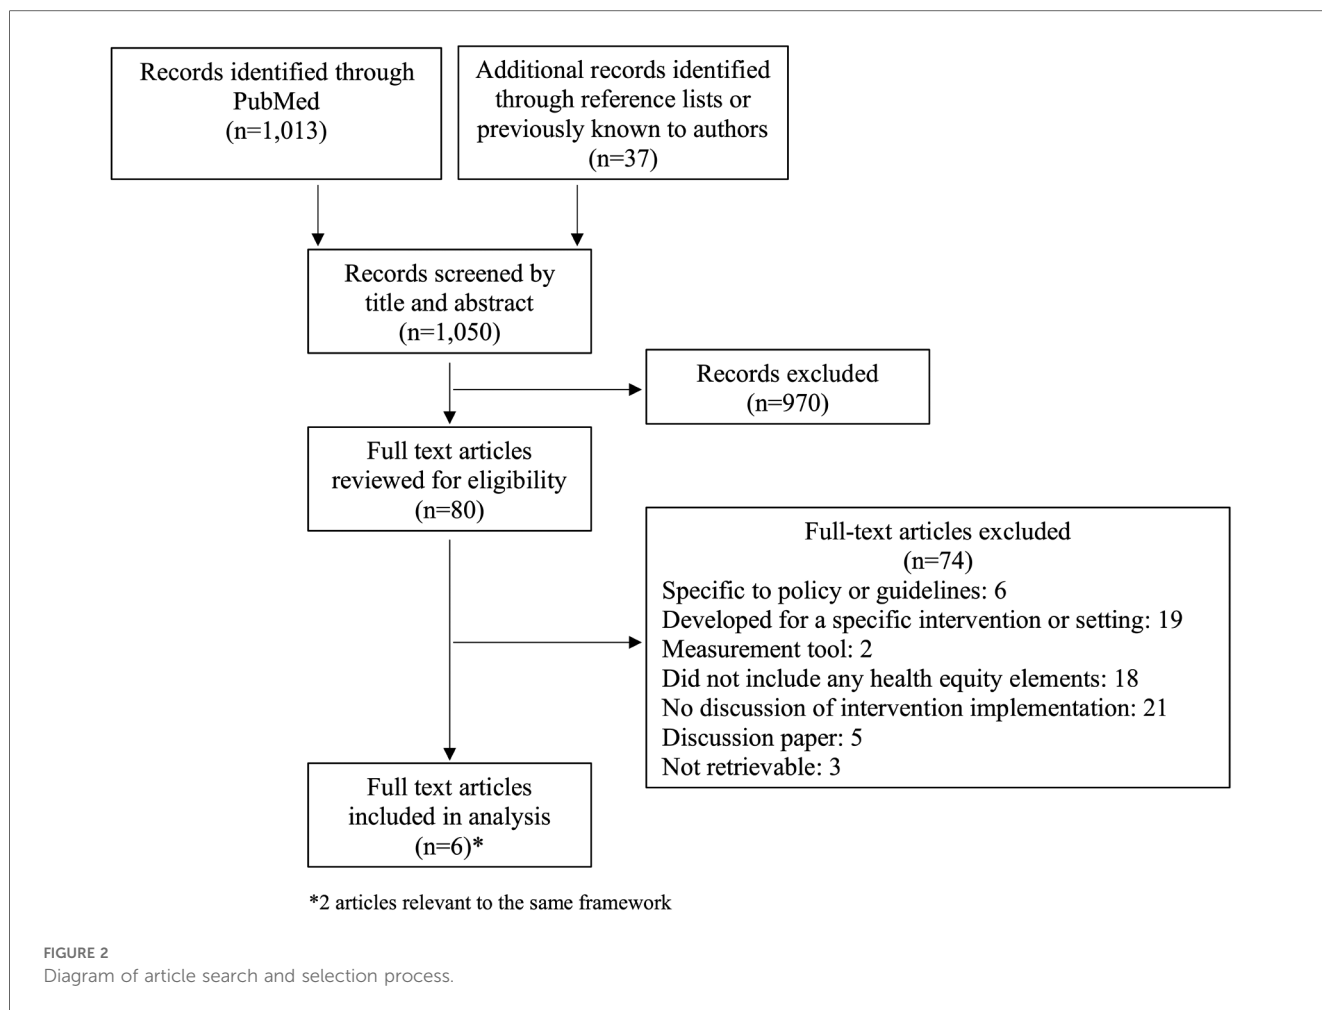 Records identified through
PubMed
(n=1,013)
Additional records identified
through reference lists or
previously known to authors
(n=37)
Records screened by
title and abstract
(n=1,050)
Records excluded
(n=970)
Full text articles
reviewed for eligibility
(n=80)
Full-text articles excluded
(n=74)
Specific to policy or guidelines: 6
Developed for a specific intervention or setting: 19
Measurement tool: 2
Did not include any health equity elements: 18
No discussion of intervention implementation: 21
Discussion paper: 5
Not retrievable: 3
Full text articles
included in analysis
(n=6)*
*2 articles relevant to the same framework
FIGURE 2
Diagram of article search and selection process.